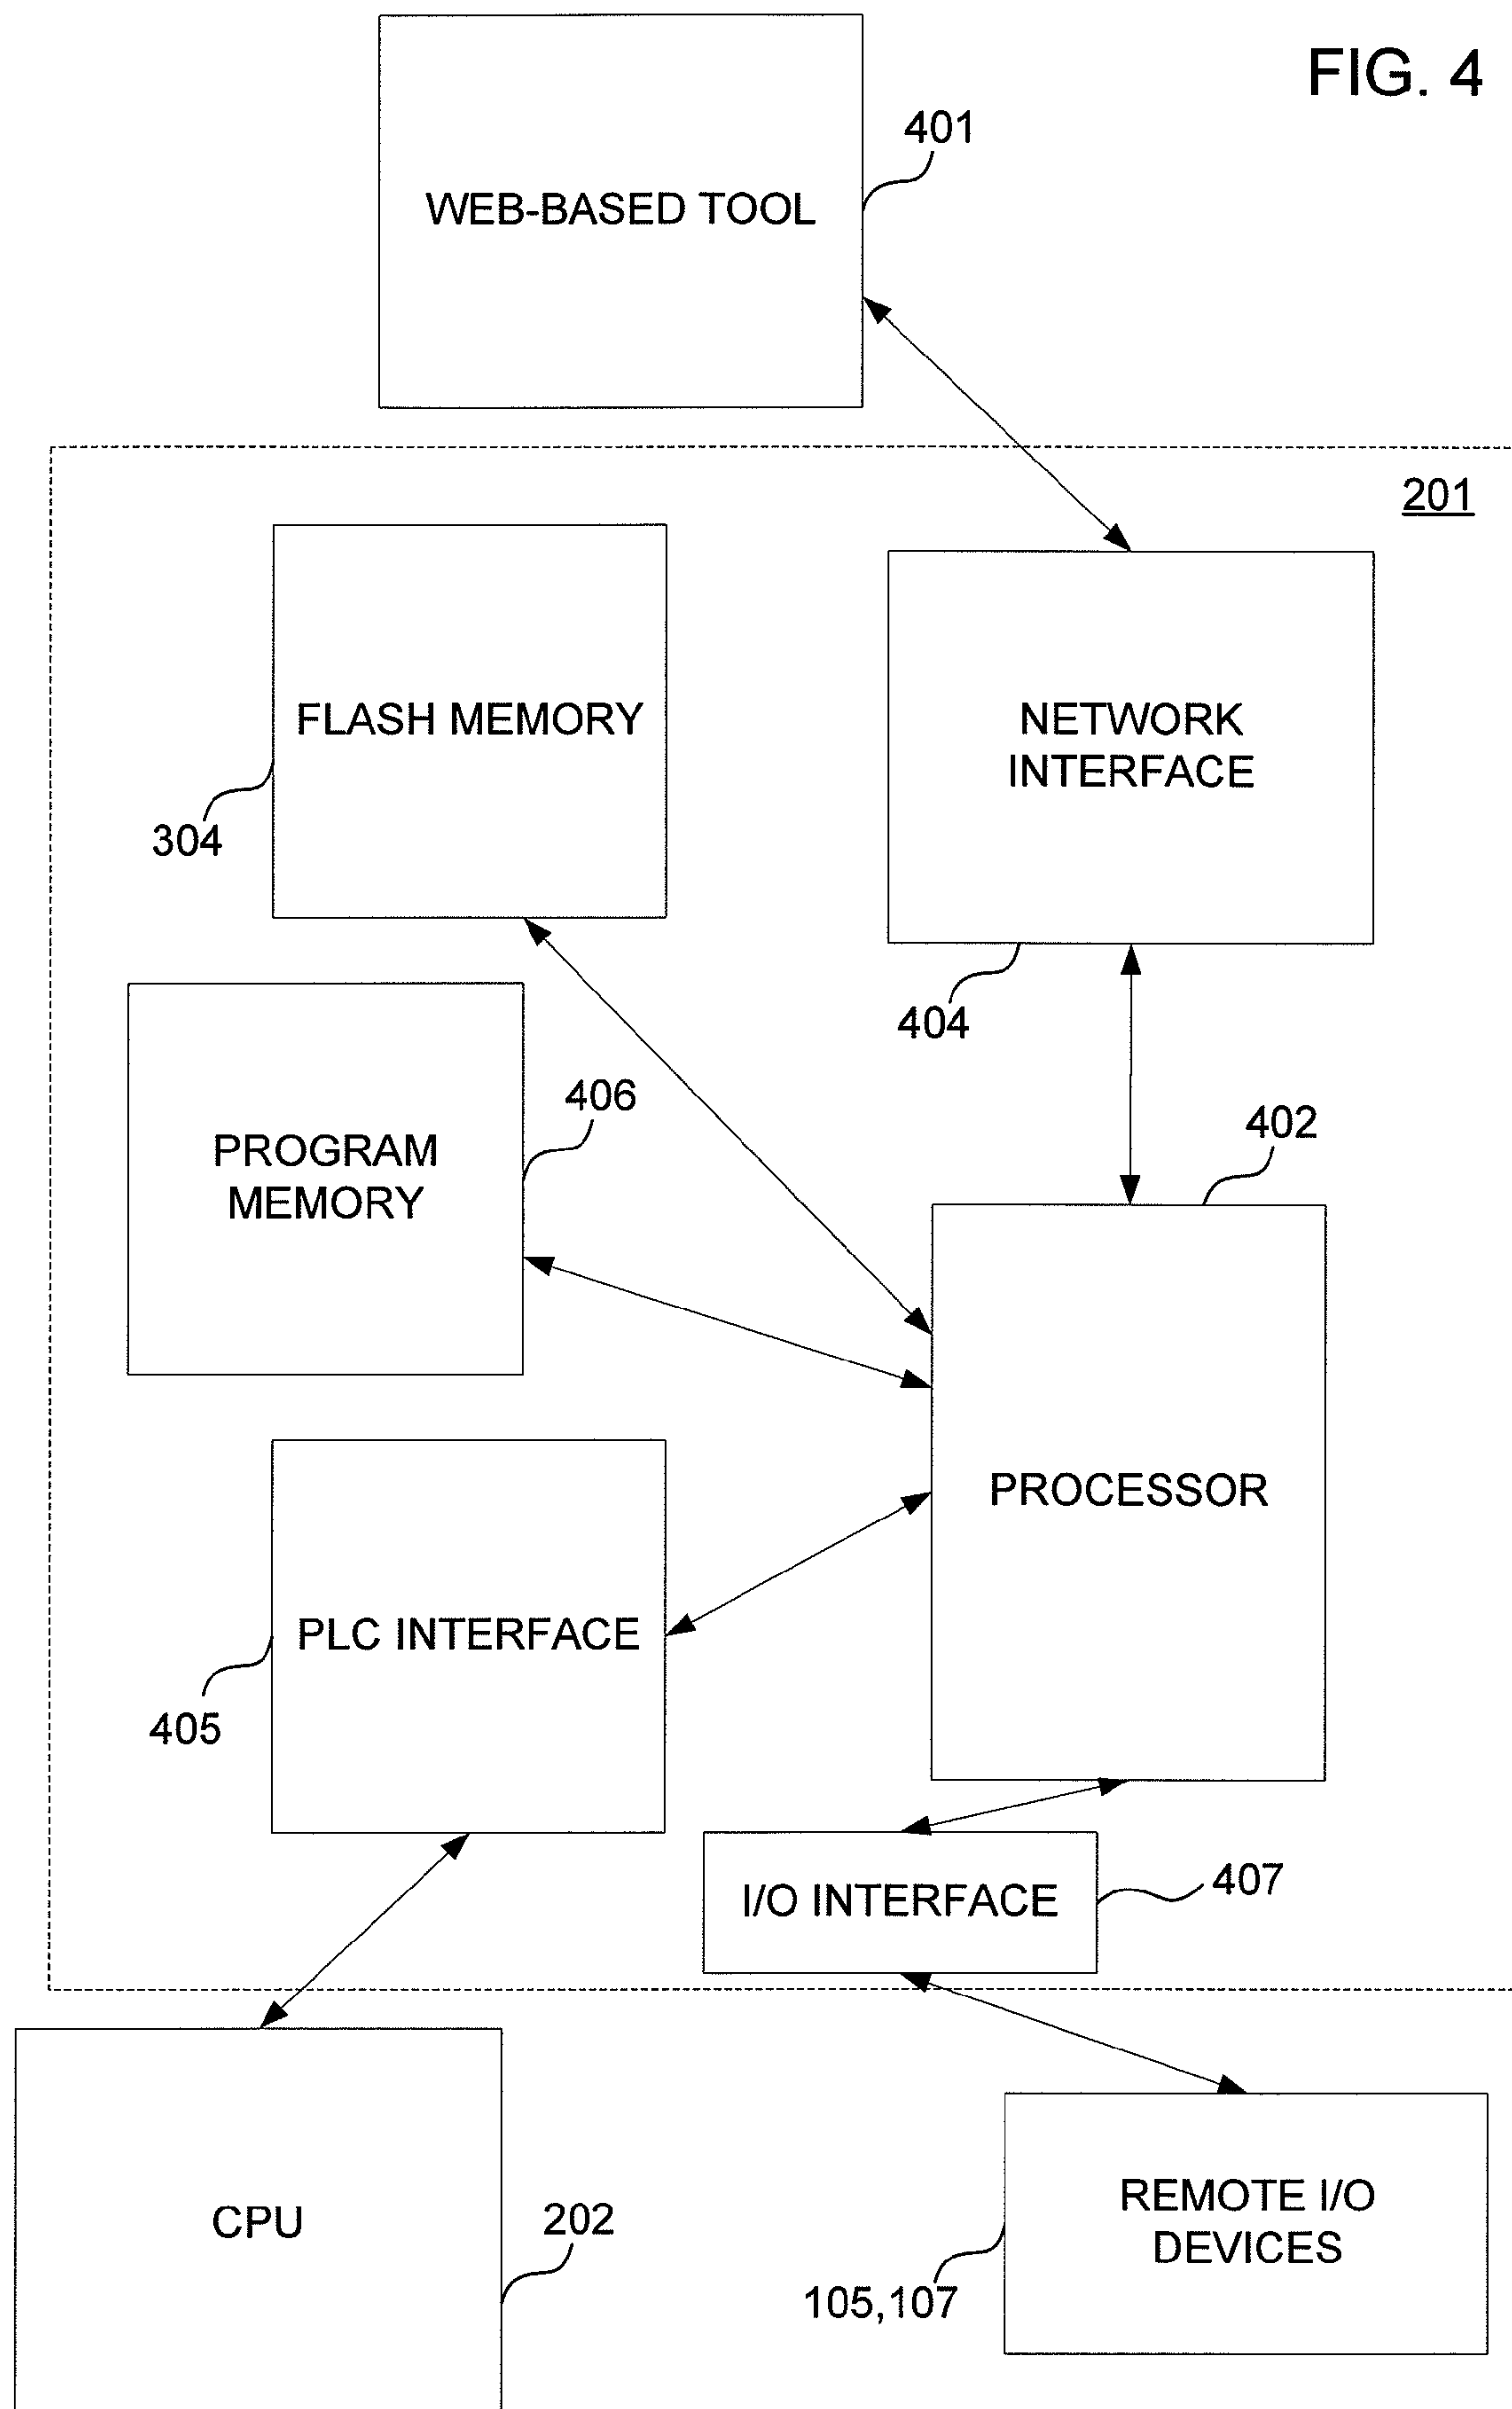 FIG. 4
401
WEB-BASED TOOL
201
FLASH MEMORY
NETWORK
INTERFACE
304
404
406
402
PROGRAM
MEMORY
PROCESSOR
PLC INTERFACE
405
407
I/O INTERFACE
CPU
202
REMOTE I/O
DEVICES
105,107